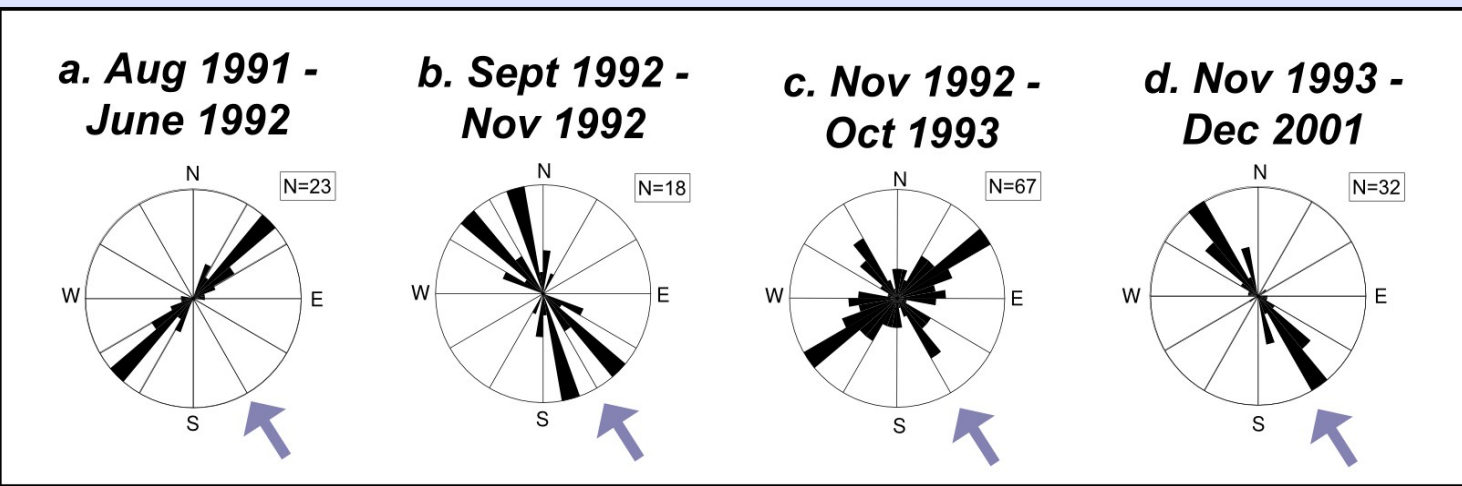 a. Aug 1991 -
June 1992
N
N=23
W
E
S
b. Sept 1992 -
Nov 1992
N
N=18
W
E
S
c. Nov 1992 -
Oct 1993
N
N=67
W
E
S
d. Nov 1993 -
Dec 2001
N
N=32
W
E
S